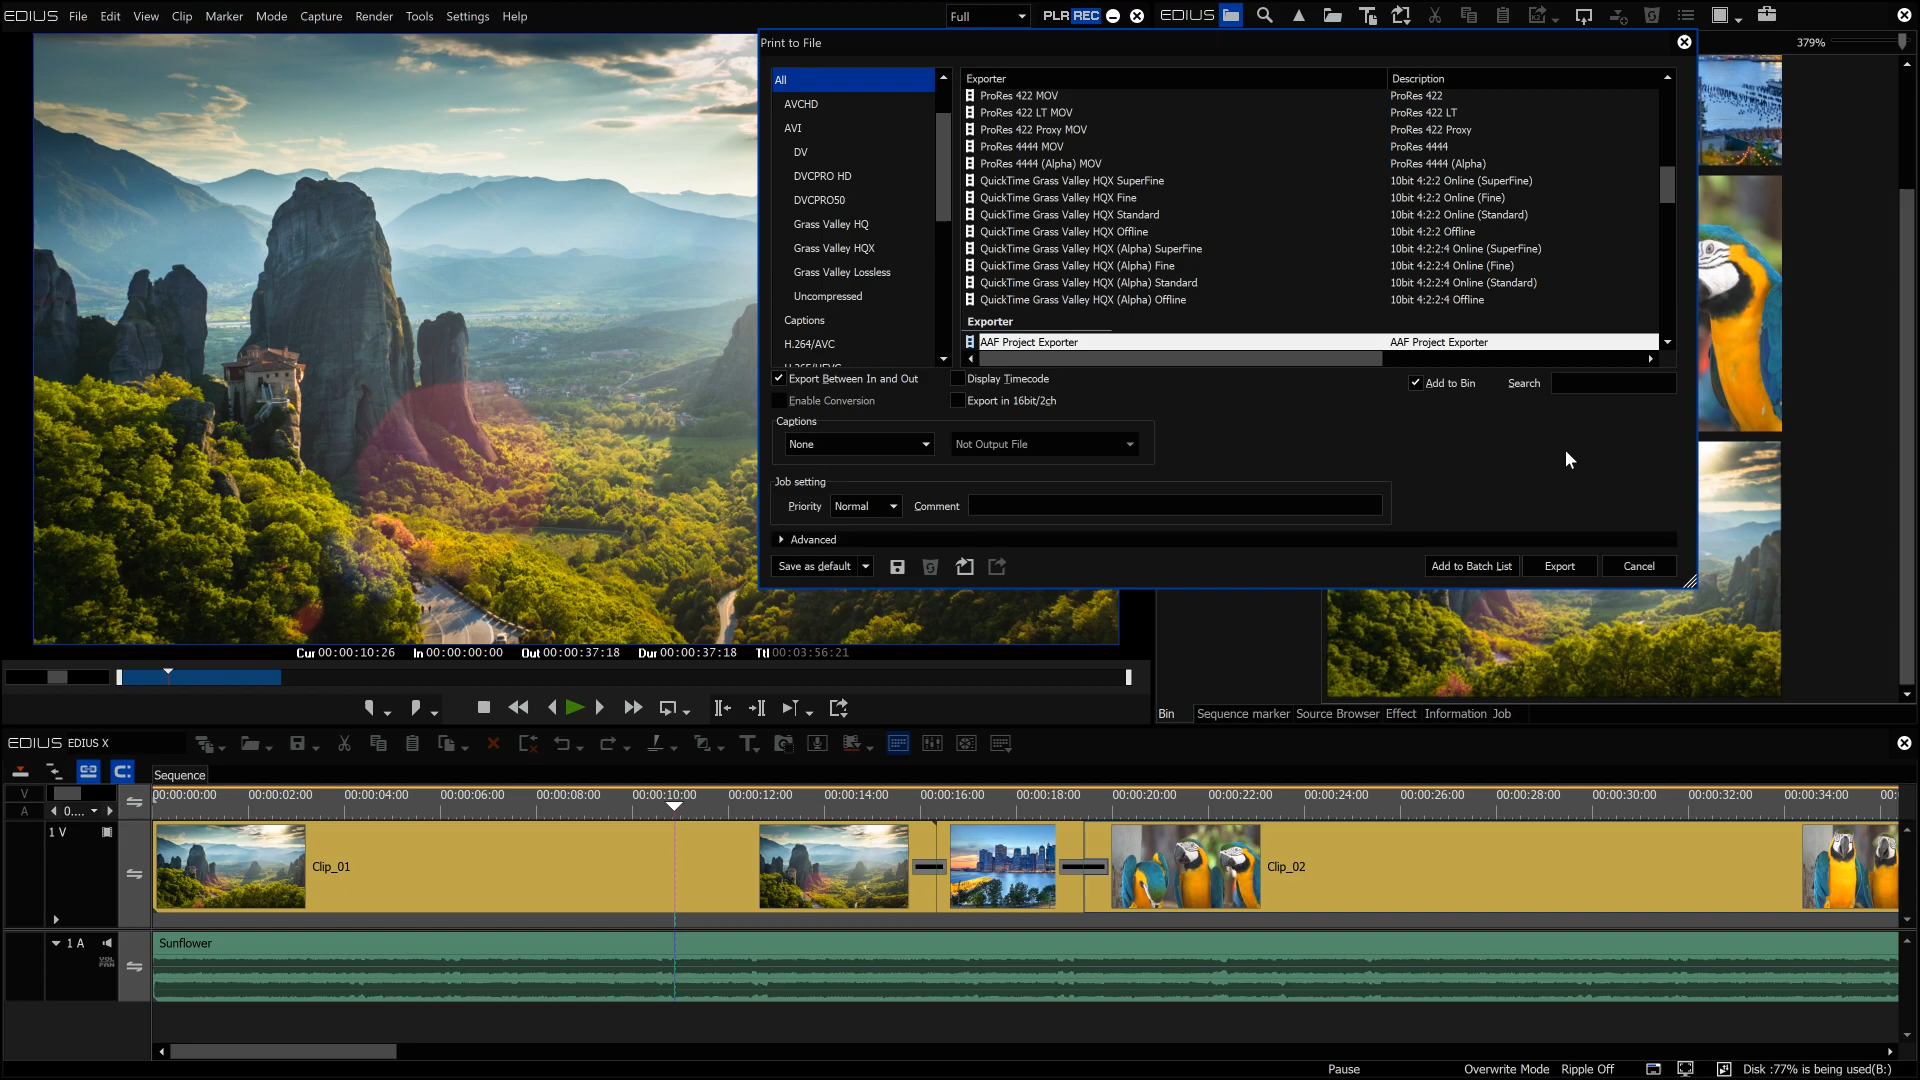 EDIUS File Edit View Clip Marker Mode Capture Render Tools Settings Help
Full
PLR REC
EDIUS
379%
Print to File
All
AVCHD
AVI
DV
DVCPRO HD
DVCPRO50
Grass Valley HQ
Grass Valley HQX
Grass Valley Lossless
Uncompressed
Captions
H.264/AVC
Exporter Description
ProRes 422 MOV ProRes 422
ProRes 422 LT MOV ProRes 422 LT
ProRes 422 Proxy MOV ProRes 422 Proxy
ProRes 4444 MOV ProRes 4444
ProRes 4444 (Alpha) MOV ProRes 4444 (Alpha)
QuickTime Grass Valley HQX SuperFine 10bit 4:2:2 Online (SuperFine)
QuickTime Grass Valley HQX Fine 10bit 4:2:2 Online (Fine)
QuickTime Grass Valley HQX Standard 10bit 4:2:2 Online (Standard)
QuickTime Grass Valley HQX Offline 10bit 4:2:2 Offline
QuickTime Grass Valley HQX (Alpha) SuperFine 10bit 4:2:2:4 Online (SuperFine)
QuickTime Grass Valley HQX (Alpha) Fine 10bit 4:2:2:4 Online (Fine)
QuickTime Grass Valley HQX (Alpha) Standard 10bit 4:2:2:4 Online (Standard)
QuickTime Grass Valley HQX (Alpha) Offline 10bit 4:2:2:4 Offline
Exporter
AAF Project Exporter AAF Project Exporter
Export Between In and Out Display Timecode Add to Bin Search
Enable Conversion Export in 16bit/2ch
Captions
None Not Output File
Job setting
Priority Normal Comment
Advanced
Save as default Add to Batch List Export Cancel
Cur 00:00:10:26 In 00:00:00:00 Out 00:00:37:18 Dur 00:00:37:18 Ttl 00:03:56:21
Bin Sequence marker Source Browser Effect Information Job
EDIUS EDIUS X
Sequence
V
A
0....
00:00:00:00 00:00:02:00 00:00:04:00 00:00:06:00 00:00:08:00 00:00:10:00 00:00:12:00 00:00:14:00 00:00:16:00 00:00:18:00 00:00:20:00 00:00:22:00 00:00:24:00 00:00:26:00 00:00:28:00 00:00:30:00 00:00:32:00 00:00:34:00 00:
1 V
Clip_01 Clip_02
1 A
VOL
PAN
Sunflower
Pause Overwrite Mode Ripple Off Disk :77% is being used(B:)